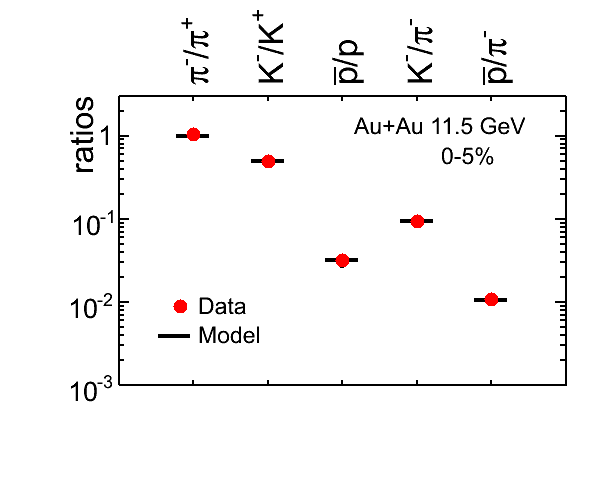 π⁻/π⁺
K⁻/K⁺
p̅/p
K⁻/π⁻
p̅/π⁻
ratios
Au+Au 11.5 GeV
0-5%
1
10⁻¹
10⁻²
10⁻³
Data
Model